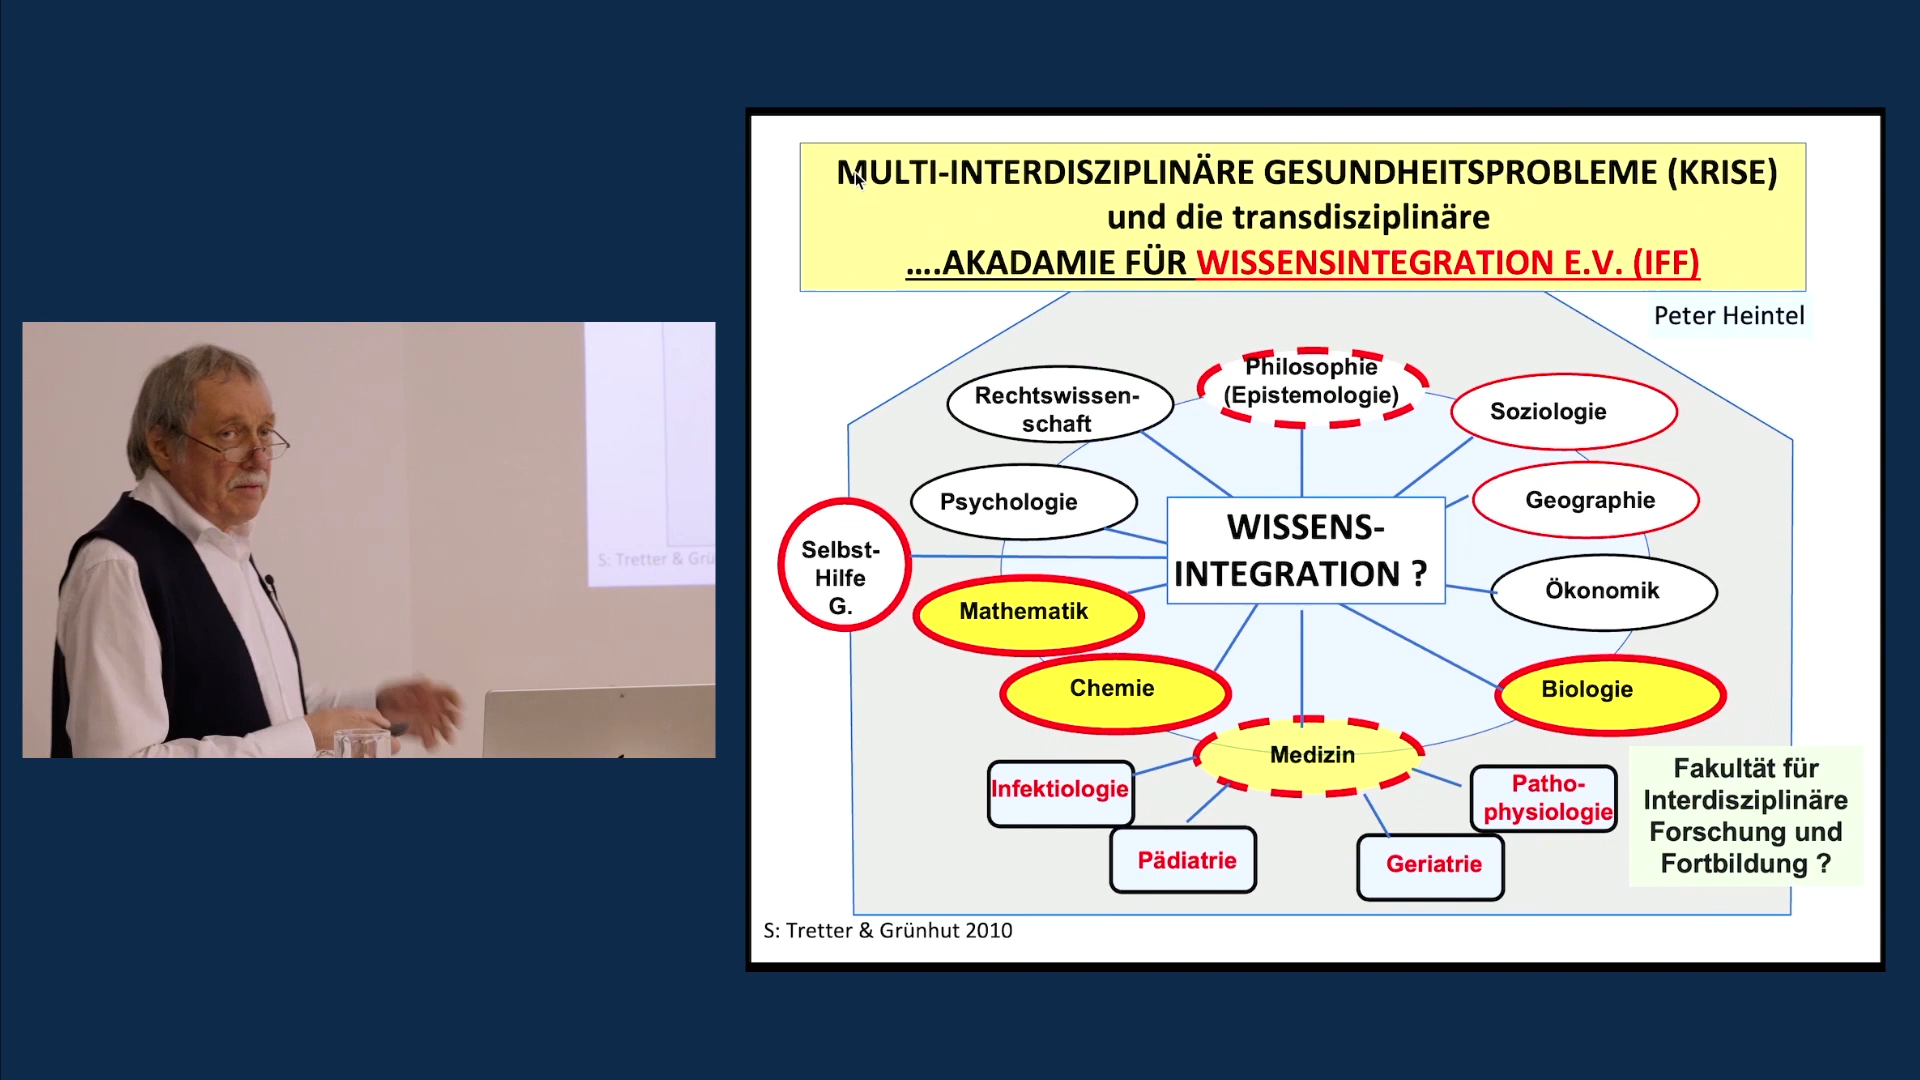 MULTI-INTERDISZIPLINÄRE GESUNDHEITSPROBLEME (KRISE)
und die transdisziplinäre
....AKADAMIE FÜR WISSENSINTEGRATION E.V. (IFF)
Peter Heintel
Philosophie
(Epistemologie)
Rechtswissen-
schaft
Soziologie
Psychologie
Geographie
WISSENS-
INTEGRATION ?
Selbst-
Hilfe
G.
Ökonomik
Mathematik
Chemie
Biologie
Medizin
Infektiologie
Patho-
physiologie
Pädiatrie
Geriatrie
Fakultät für
Interdisziplinäre
Forschung und
Fortbildung ?
S: Tretter & Grünhut 2010
S: Tretter & Grü